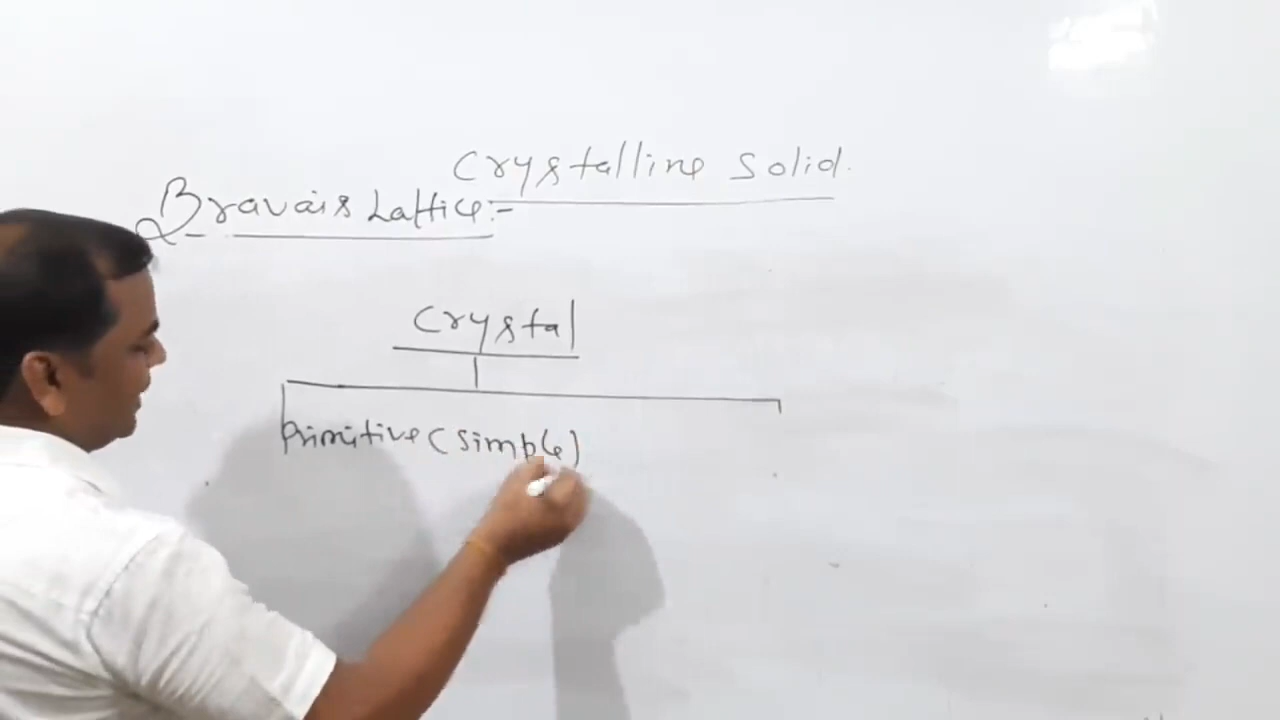 Crystalline Solid.
Bravais Lattice:-
Crystal
Primitive (Simple)